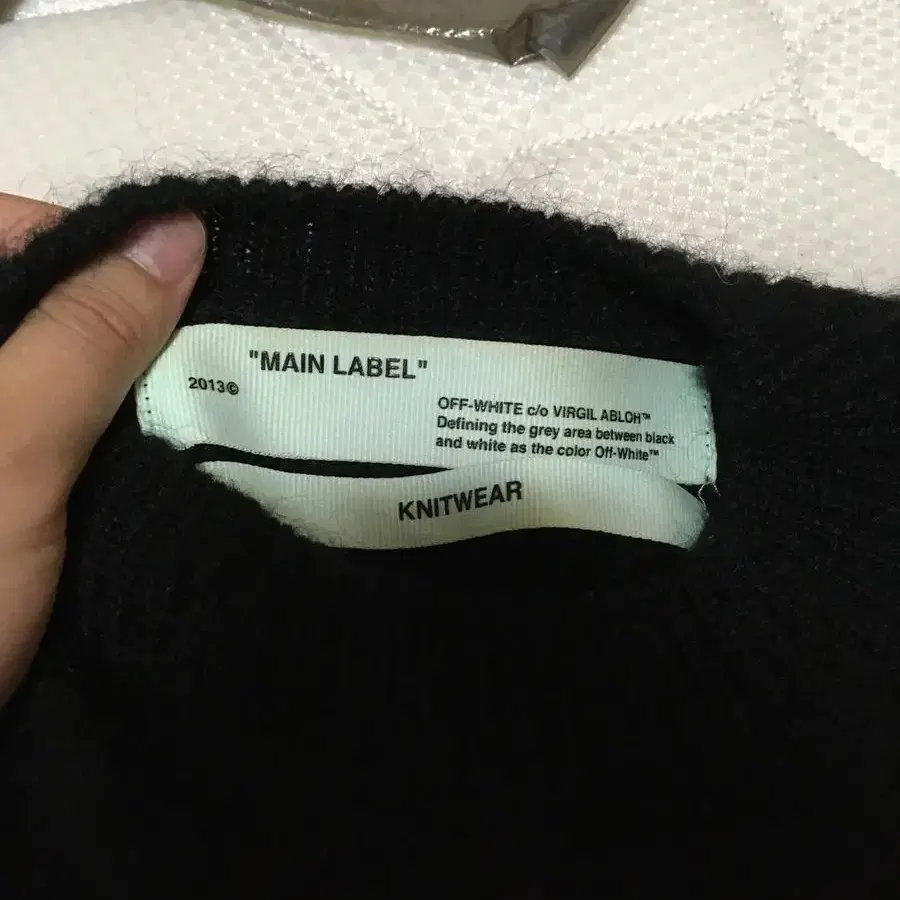 "MAIN LABEL"
2013©
OFF-WHITE c/o VIRGIL ABLOH™
Defining the grey area between black
and white as the color Off-White™
KNITWEAR